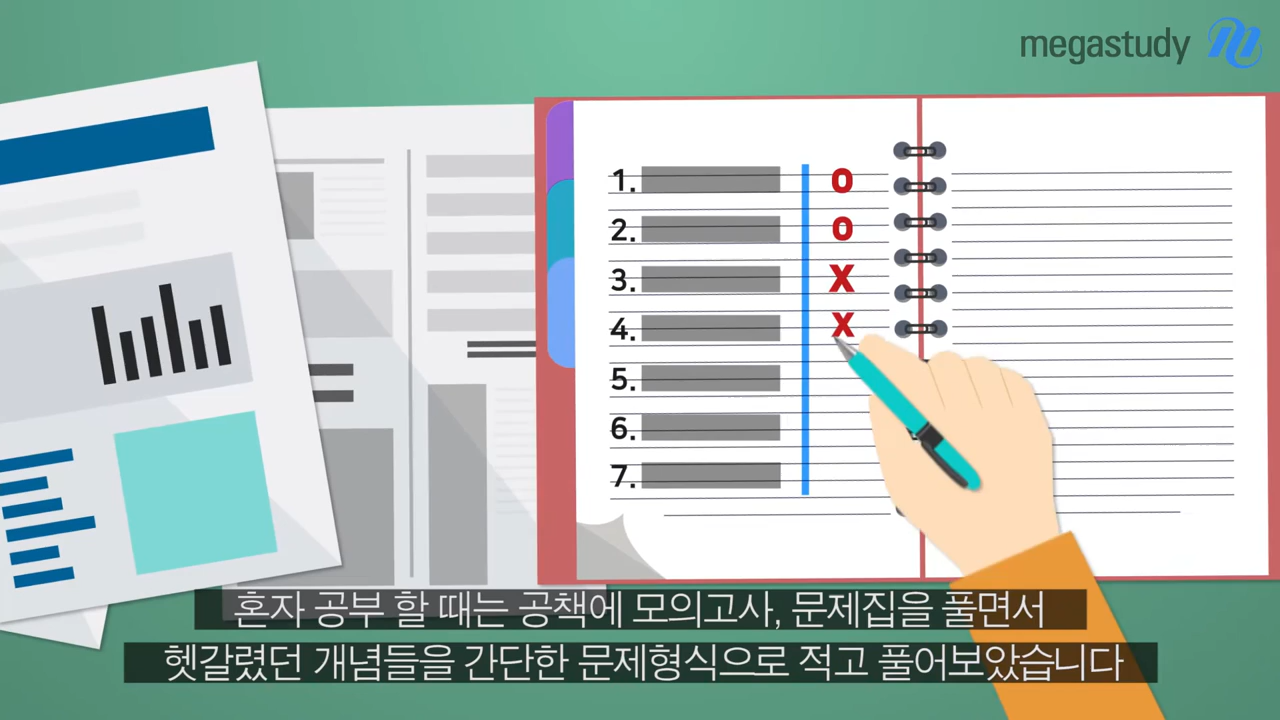 megastudy
1. O
2. O
3. X
4. X
5.
6.
7.
혼자 공부 할 때는 공책에 모의고사, 문제집을 풀면서
헷갈렸던 개념들을 간단한 문제형식으로 적고 풀어보았습니다